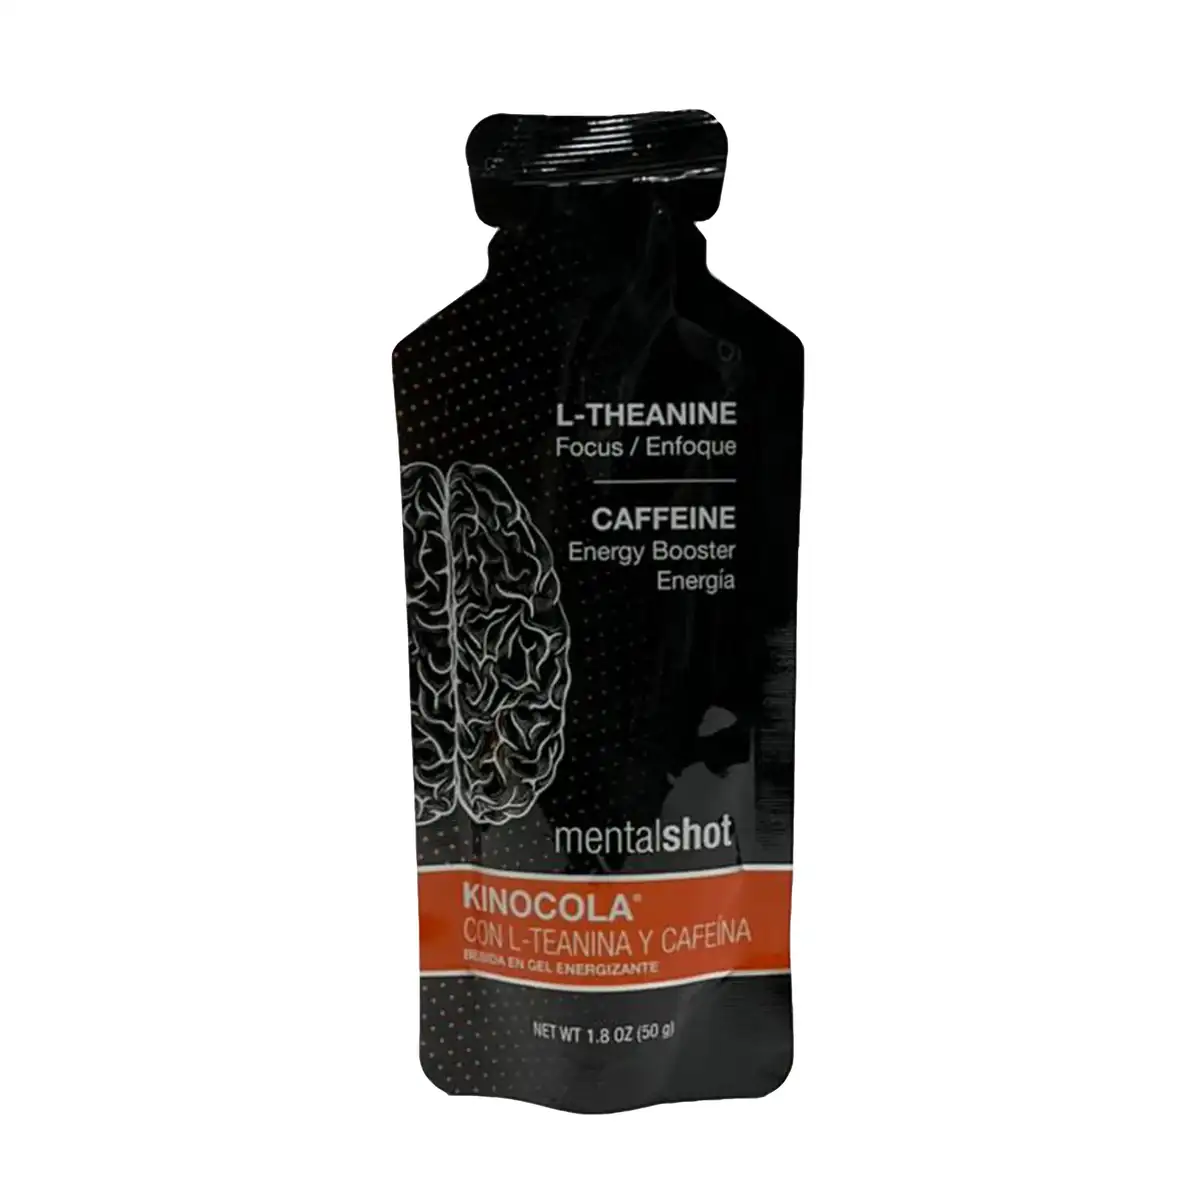 L-THEANINE
Focus / Enfoque
CAFFEINE
Energy Booster
Energía
mentalshot
KINOCOLA®
CON L-TEANINA Y CAFEÍNA
BEBIDA EN GEL ENERGIZANTE
NET WT 1.8 OZ (50 g)